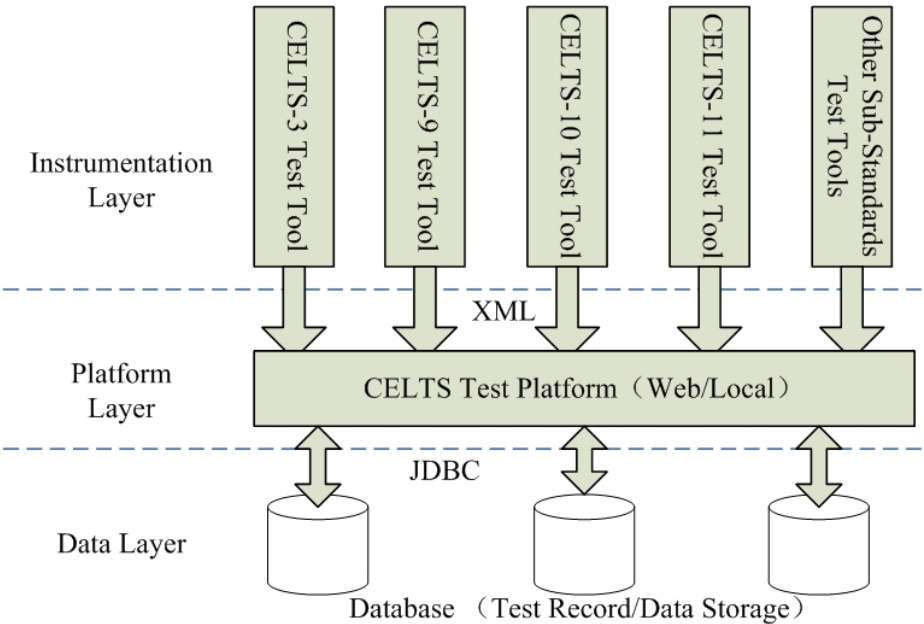 CELTS-3 Test Tool
CELTS-9 Test Tool
CELTS-10 Test Tool
CELTS-11 Test Tool
Other Sub-Standards
Test Tools
Instrumentation
Layer
XML
Platform
Layer
CELTS Test Platform（Web/Local）
JDBC
Data Layer
Database （Test Record/Data Storage）